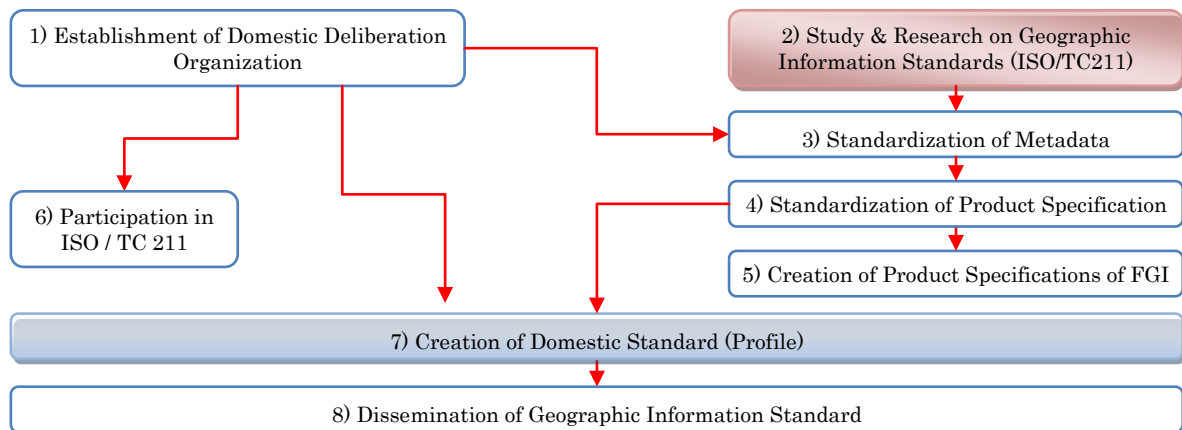 1) Establishment of Domestic Deliberation
Organization
2) Study & Research on Geographic
Information Standards (ISO/TC211)
3) Standardization of Metadata
4) Standardization of Product Specification
6) Participation in
ISO / TC 211
5) Creation of Product Specifications of FGI
7) Creation of Domestic Standard (Profile)
8) Dissemination of Geographic Information Standard